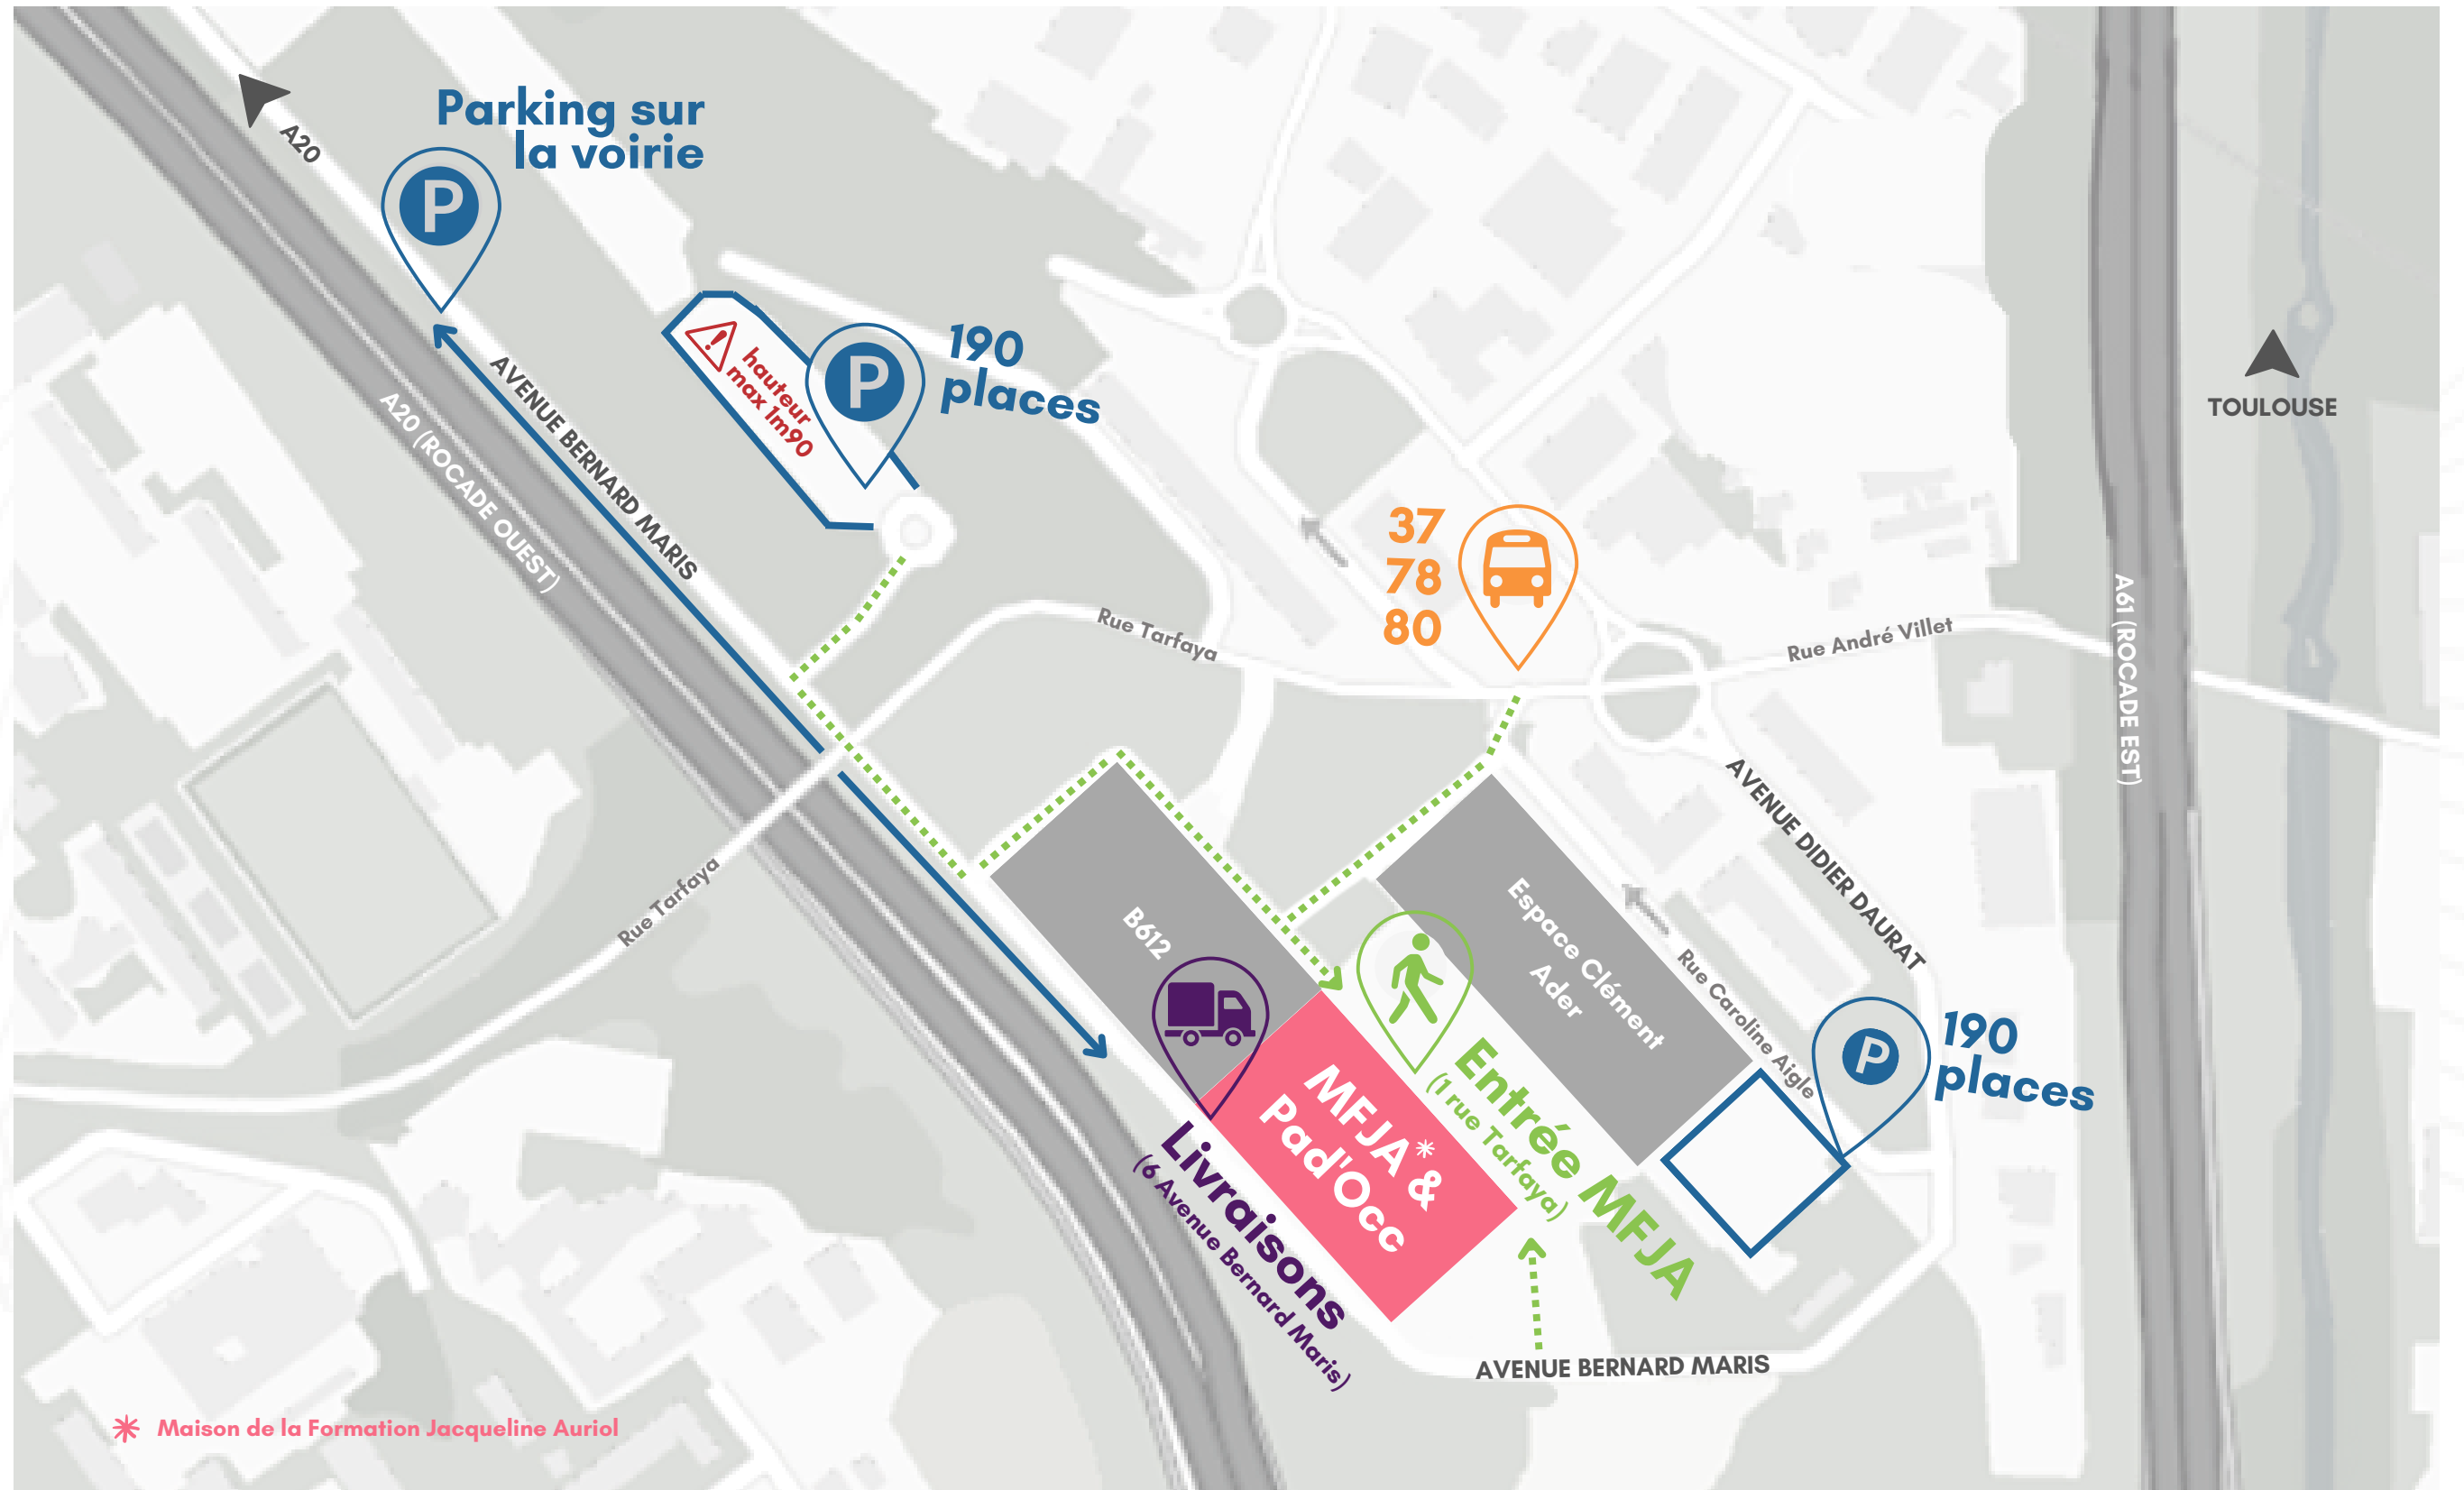 Parking sur
la voirie
P
A20
AVENUE BERNARD MARIS
A20 (ROCADE OUEST)
hauteur
max 1m90
P
190
places
37
78
80
TOULOUSE
Rue Tarfaya
Rue André Villet
A61 (ROCADE EST)
Rue Tarfaya
AVENUE DIDIER DAURAT
B612
Espace Clément
Ader
Rue Caroline Aigle
P
190
places
MFJA* &
Pad'Occ
Entrée MFJA
(1 rue Tarfaya)
Livraisons
(6 Avenue Bernard Maris)
AVENUE BERNARD MARIS
* Maison de la Formation Jacqueline Auriol